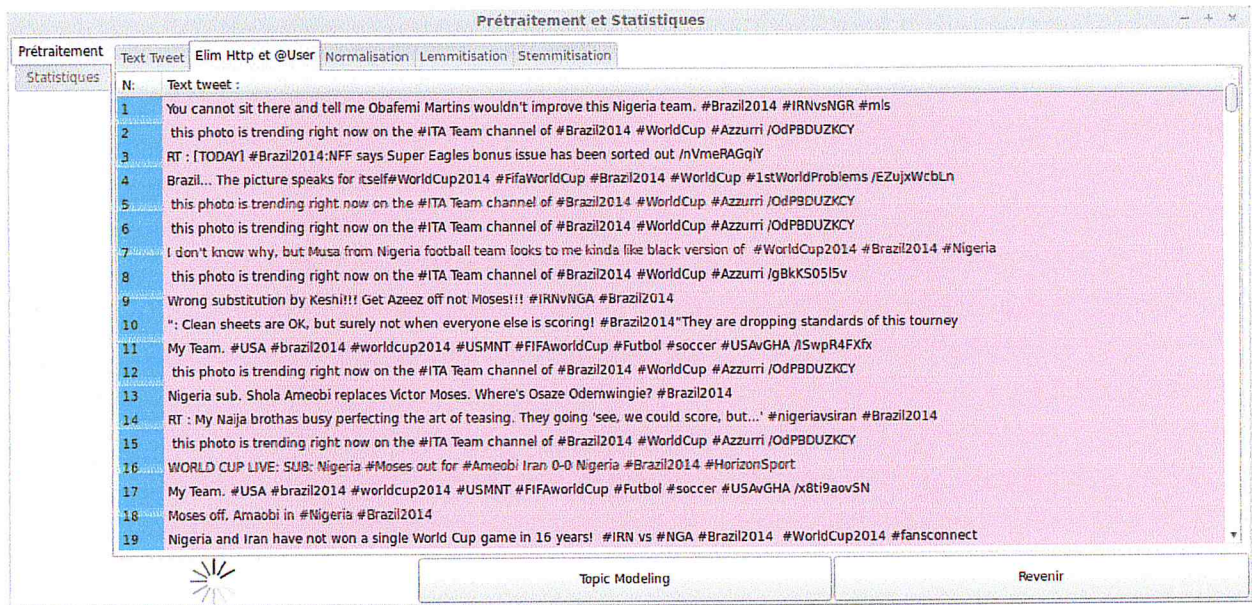 Prétraitement et Statistiques
Prétraitement
Statistiques
Text Tweet Elim Http et @User Normalisation Lemmitisation Stemmitisation
N: Text tweet :
1 You cannot sit there and tell me Obafemi Martins wouldn't improve this Nigeria team. #Brazil2014 #IRNvsNGR #mls
2 this photo is trending right now on the #ITA Team channel of #Brazil2014 #WorldCup #Azzurri /OdPBDUZKCY
3 RT : [TODAY] #Brazil2014:NFF says Super Eagles bonus issue has been sorted out /nVmeRAGqiY
4 Brazil... The picture speaks for itself#WorldCup2014 #FifaWorldCup #Brazil2014 #WorldCup #1stWorldProblems /EZujxWcbLn
5 this photo is trending right now on the #ITA Team channel of #Brazil2014 #WorldCup #Azzurri /OdPBDUZKCY
6 this photo is trending right now on the #ITA Team channel of #Brazil2014 #WorldCup #Azzurri /OdPBDUZKCY
7 I don't know why, but Musa from Nigeria football team looks to me kinda like black version of #WorldCup2014 #Brazil2014 #Nigeria
8 this photo is trending right now on the #ITA Team channel of #Brazil2014 #WorldCup #Azzurri /gBkKS05l5v
9 Wrong substitution by Keshi!!! Get Azeez off not Moses!!! #IRNvNGA #Brazil2014
10 ": Clean sheets are OK, but surely not when everyone else is scoring! #Brazil2014"They are dropping standards of this tourney
11 My Team. #USA #brazil2014 #worldcup2014 #USMNT #FIFAworldCup #Futbol #soccer #USAvGHA /lSwpR4FXfx
12 this photo is trending right now on the #ITA Team channel of #Brazil2014 #WorldCup #Azzurri /OdPBDUZKCY
13 Nigeria sub. Shola Ameobi replaces Victor Moses. Where's Osaze Odemwingie? #Brazil2014
14 RT : My Naija brothas busy perfecting the art of teasing. They going 'see, we could score, but...' #nigeriavsiran #Brazil2014
15 this photo is trending right now on the #ITA Team channel of #Brazil2014 #WorldCup #Azzurri /OdPBDUZKCY
16 WORLD CUP LIVE: SUB: Nigeria #Moses out for #Ameobi Iran 0-0 Nigeria #Brazil2014 #HorizonSport
17 My Team. #USA #brazil2014 #worldcup2014 #USMNT #FIFAworldCup #Futbol #soccer #USAvGHA /x8ti9aovSN
18 Moses off, Amaobi in #Nigeria #Brazil2014
19 Nigeria and Iran have not won a single World Cup game in 16 years! #IRN vs #NGA #Brazil2014 #WorldCup2014 #fansconnect
Topic Modeling
Revenir